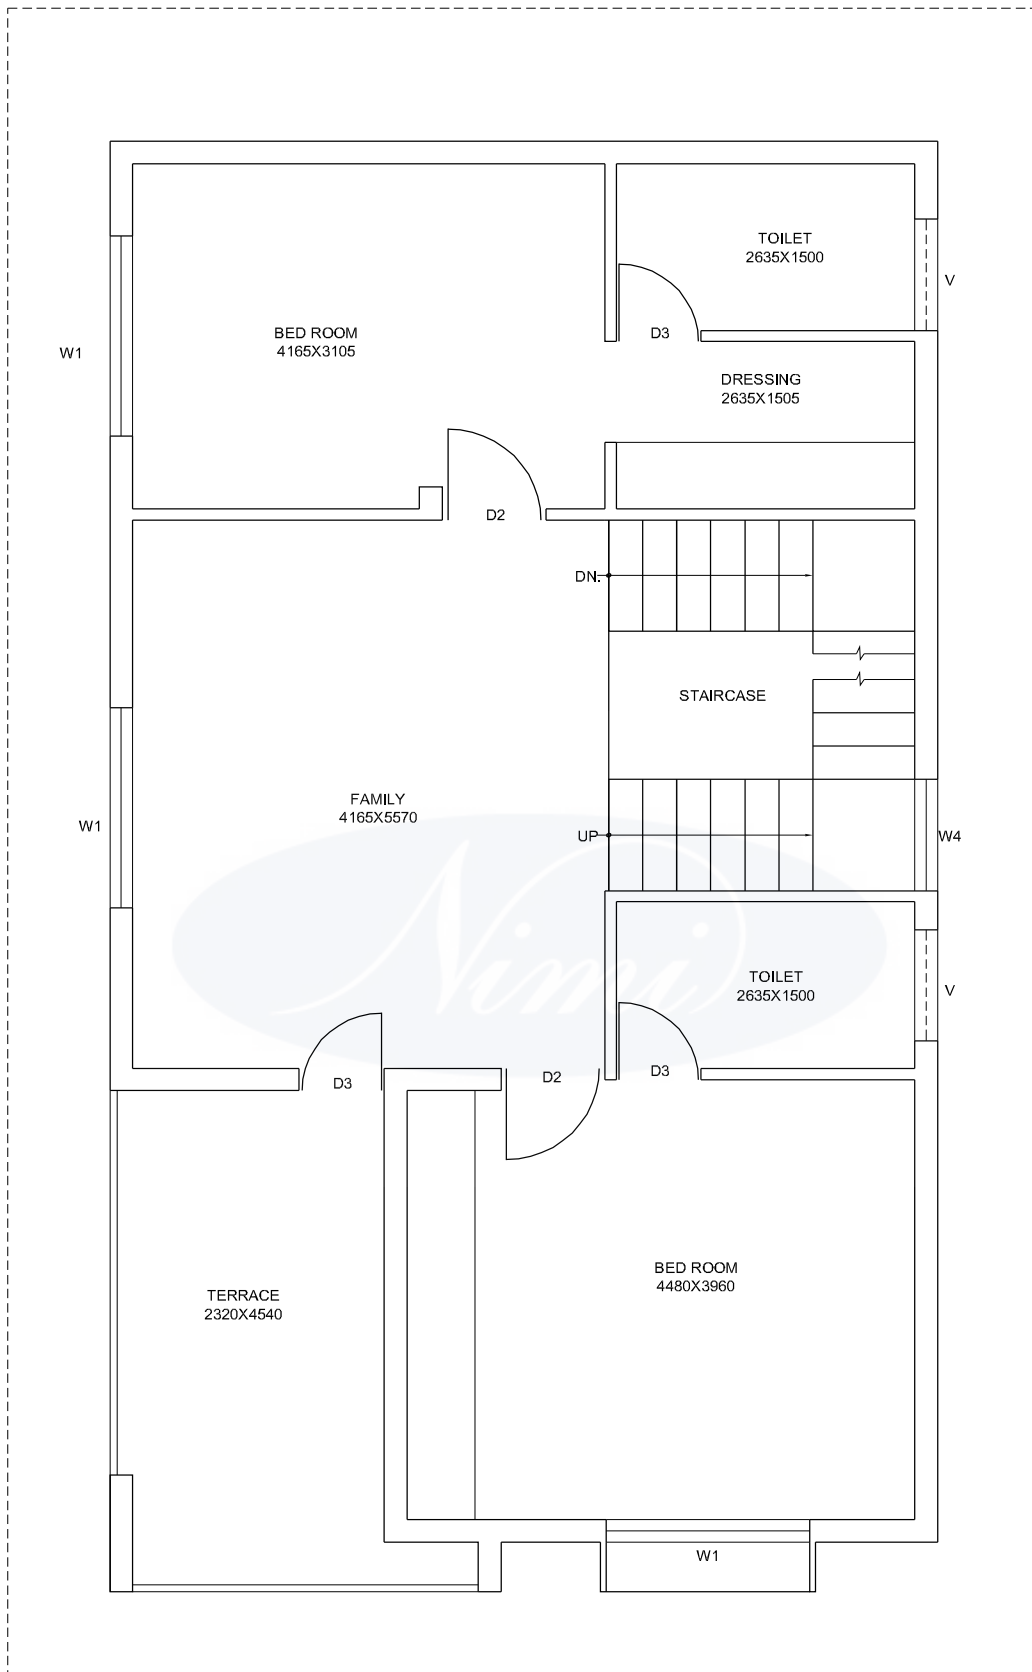 TOILET
2635X1500
V
BED ROOM
4165X3105
D3
W1
DRESSING
2635X1505
D2
DN.
STAIRCASE
FAMILY
4165X5570
W1
UP
W4
Nimi
TOILET
2635X1500
V
D3
D2
D3
BED ROOM
4480X3960
TERRACE
2320X4540
W1